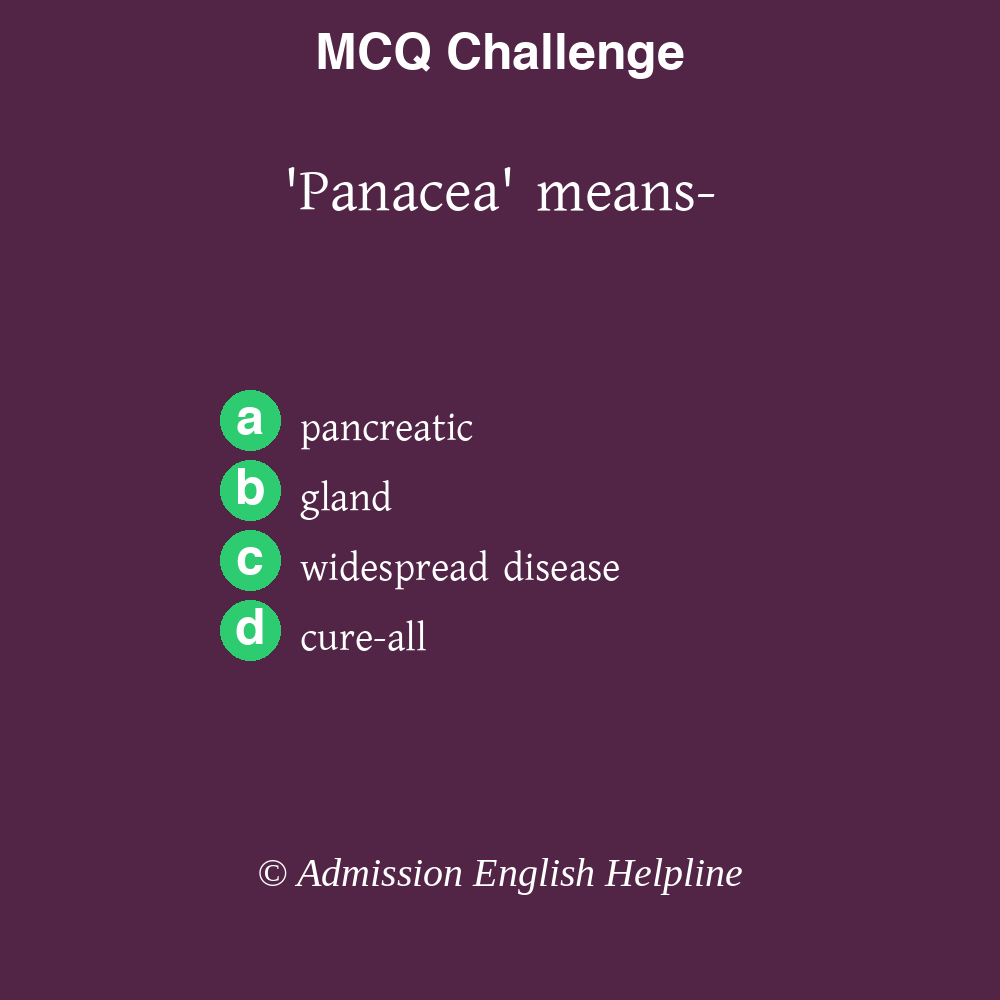 MCQ Challenge
'Panacea' means-
a pancreatic
b gland
c widespread disease
d cure-all
© Admission English Helpline